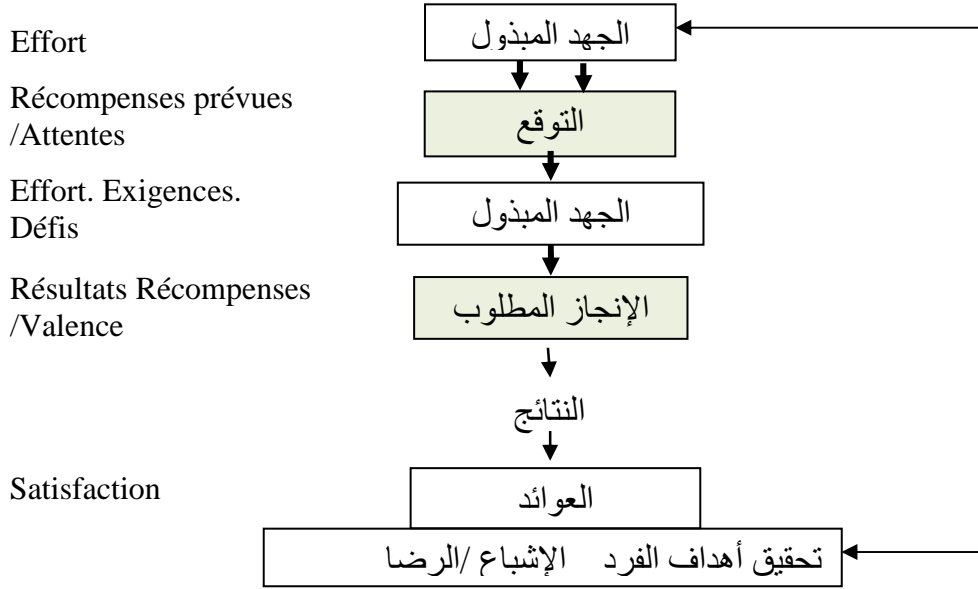 Effort
الجهد المبذول
Récompenses prévues
/Attentes
التوقع
Effort. Exigences.
Défis
الجهد المبذول
Résultats Récompenses
/Valence
الإنجاز المطلوب
النتائج
Satisfaction
العوائد
تحقيق أهداف الفرد الإشباع /الرضا